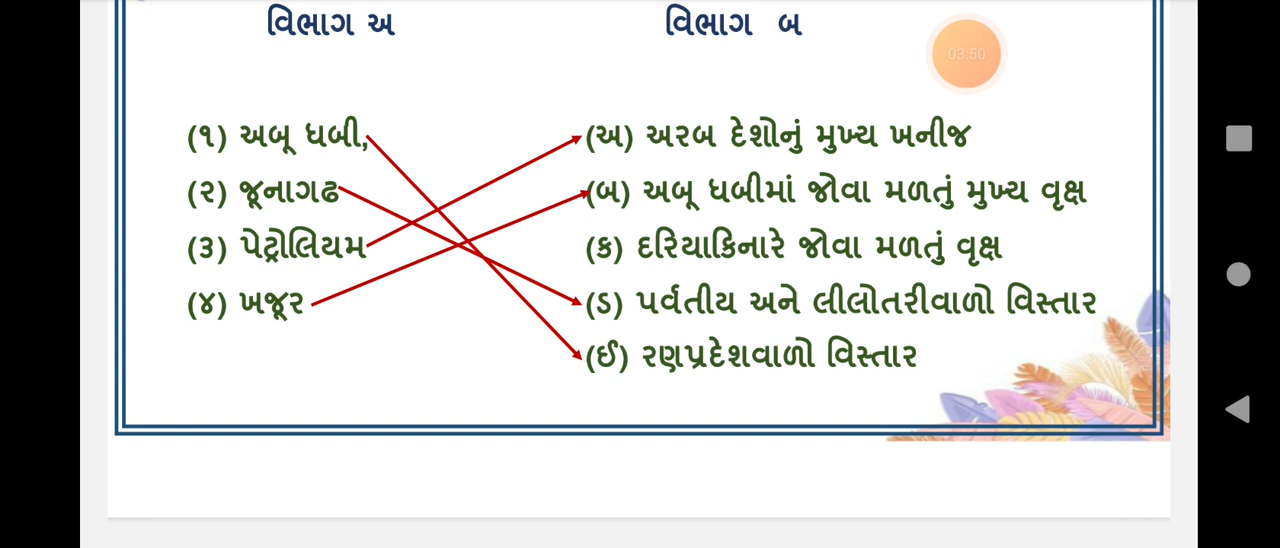 વિભાગ અ વિભાગ બ
03:50
(૧) અબૂ ધબી, (અ) અરબ દેશોનું મુખ્ય ખનીજ
(૨) જૂનાગઢ (બ) અબૂ ધબીમાં જોવા મળતું મુખ્ય વૃક્ષ
(૩) પેટ્રોલિયમ (ક) દરિયાકિનારે જોવા મળતું વૃક્ષ
(૪) ખજૂર (ડ) પર્વતીય અને લીલોતરીવાળો વિસ્તાર
(ઈ) રણપ્રદેશવાળો વિસ્તાર